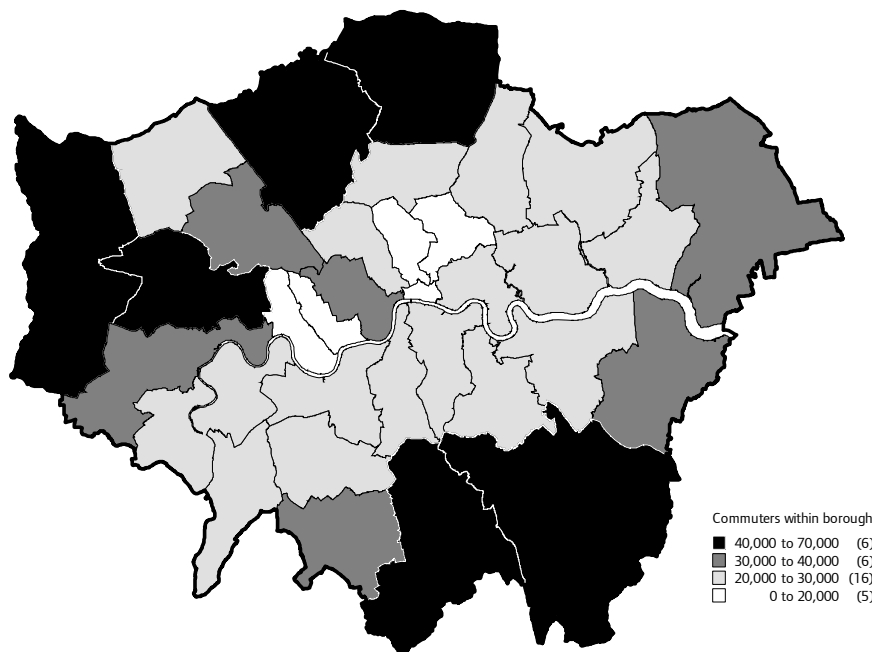 Commuters within borough
40,000 to 70,000 (6)
30,000 to 40,000 (6)
20,000 to 30,000 (16)
0 to 20,000 (5)